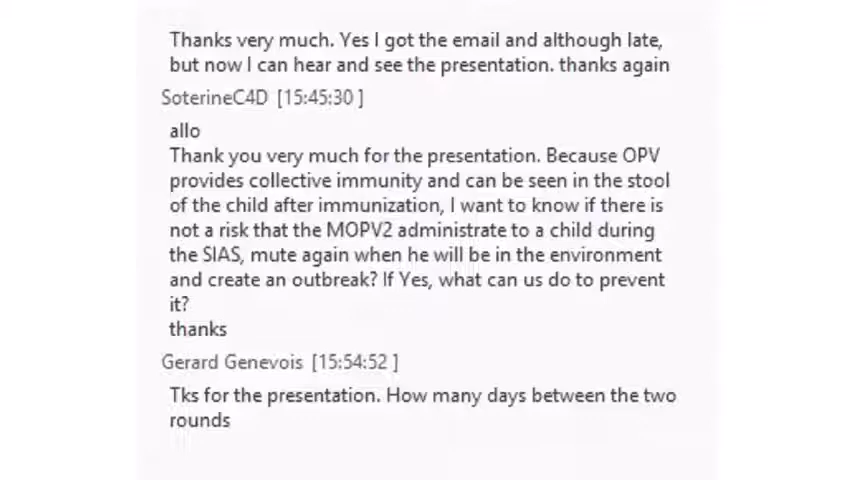 Thanks very much. Yes I got the email and although late,
but now I can hear and see the presentation. thanks again
SoterineC4D [15:45:30 ]
allo
Thank you very much for the presentation. Because OPV
provides collective immunity and can be seen in the stool
of the child after immunization, I want to know if there is
not a risk that the MOPV2 administrate to a child during
the SIAS, mute again when he will be in the environment
and create an outbreak? If Yes, what can us do to prevent
it?
thanks
Gerard Genevois [15:54:52 ]
Tks for the presentation. How many days between the two
rounds